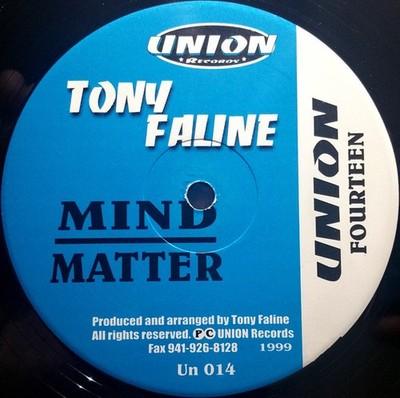 UNION
RECORDS
TONY
FALINE
MIND
MATTER
Produced and arranged by Tony Faline
All rights reserved. P C UNION Records
Fax 941-926-8128 1999
Un 014
UNION
FOURTEEN